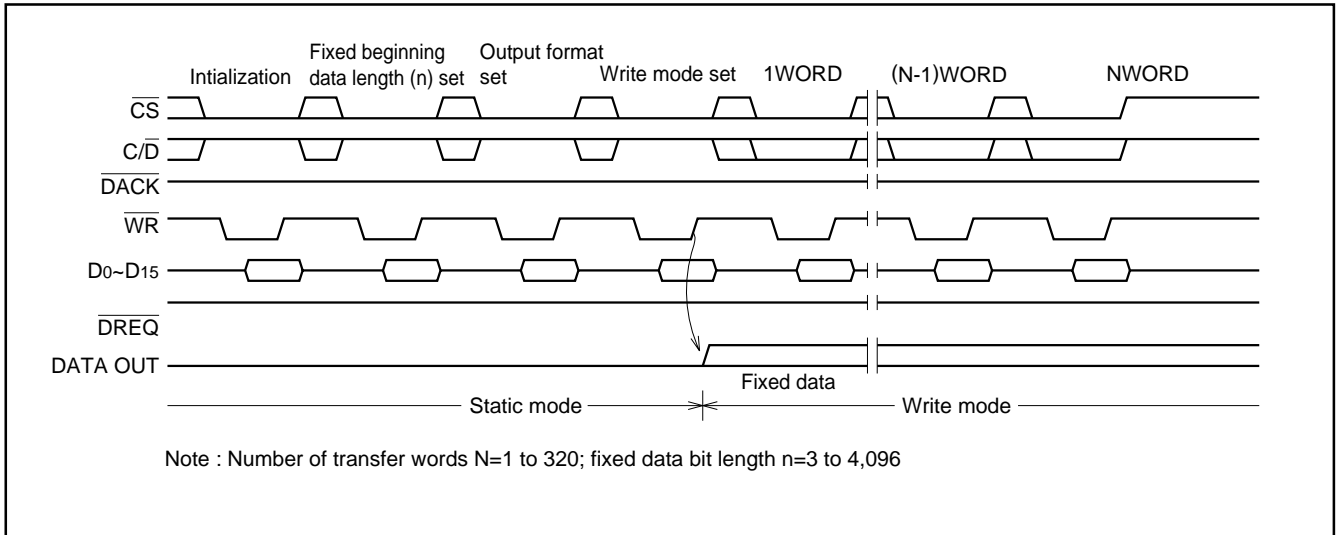 Intialization
Fixed beginning
data length (n) set
Output format
set
Write mode set
1WORD
(N-1)WORD
NWORD
CS
C/D
DACK
WR
D0~D15
DREQ
DATA OUT
Fixed data
Static mode
Write mode
Note : Number of transfer words N=1 to 320; fixed data bit length n=3 to 4,096